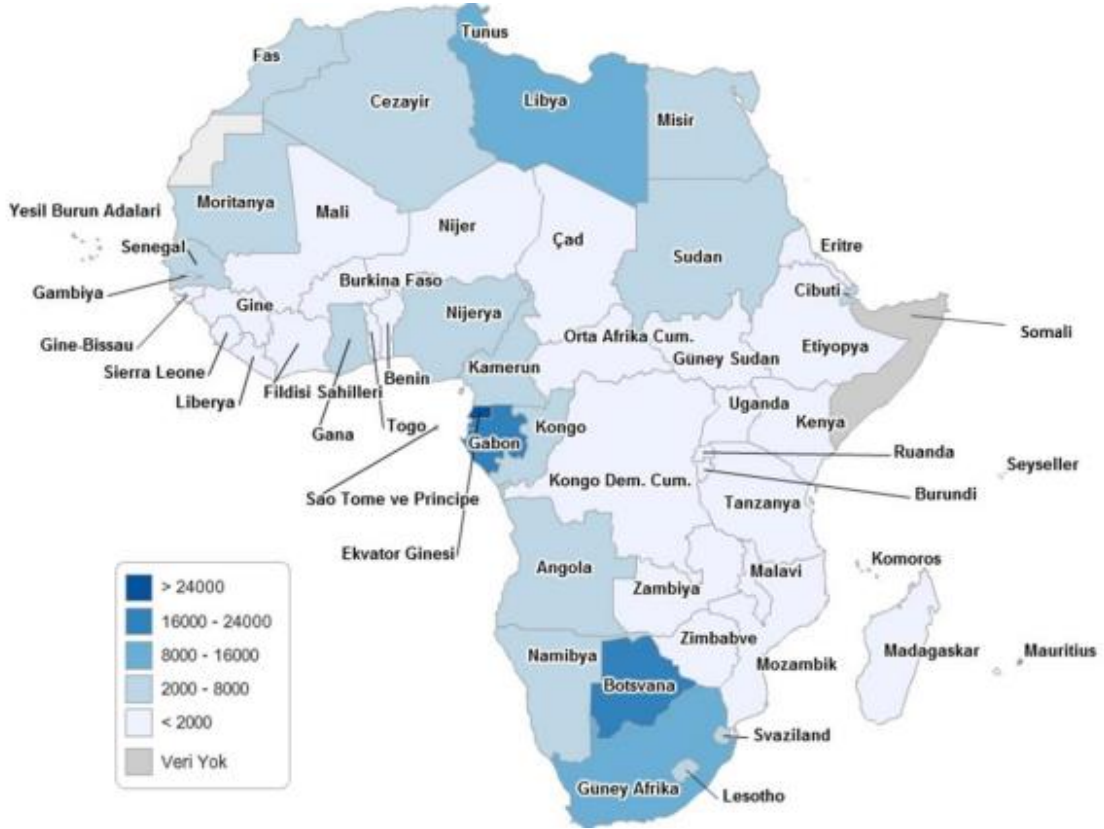 Tunus
Fas
Cezayir
Libya
Misir
Yesil Burun Adalari
Moritanya
Mali
Nijer
Çad
Sudan
Eritre
Senegal
Gambiya
Burkina Faso
Cibuti
Gine
Nijerya
Somali
Gine-Bissau
Orta Afrika Cum.
Etiyopya
Güney Sudan
Sierra Leone
Kamerun
Benin
Fildisi Sahilleri
Liberya
Uganda
Kenya
Gana
Togo
Gabon
Kongo
Ruanda
Seyseller
Kongo Dem. Cum.
Sao Tome ve Principe
Burundi
Tanzanya
Ekvator Ginesi
Komoros
Angola
Malavi
Zambiya
Zimbabve
Madagaskar
Mauritius
Namibya
Mozambik
Botsvana
Svaziland
Güney Afrika
Lesotho
> 24000
16000 - 24000
8000 - 16000
2000 - 8000
< 2000
Veri Yok